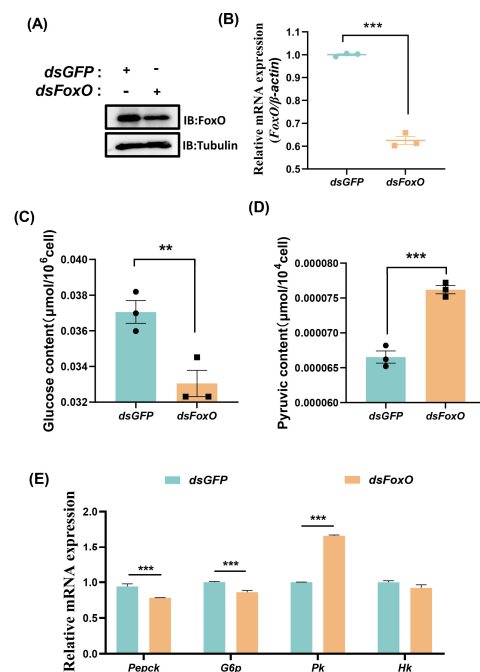 (A)
dsGFP : + -
dsFoxO : - +
IB:FoxO
IB:Tubulin
(B)
Relative mRNA expression
(FoxO/β-actin)
1.1
1.0
0.9
0.8
0.7
0.6
0.5
***
dsGFP dsFoxO
(C)
Glucose content(μmol/10⁶cell)
0.040
0.038
0.036
0.034
0.032
**
dsGFP dsFoxO
(D)
Pyruvic content(μmol/10⁴cell)
0.000080
0.000075
0.000070
0.000065
0.000060
***
dsGFP dsFoxO
(E)
dsGFP dsFoxO
Relative mRNA expression
2.0
1.5
1.0
0.5
0.0
*** *** ***
Pepck G6p Pk Hk